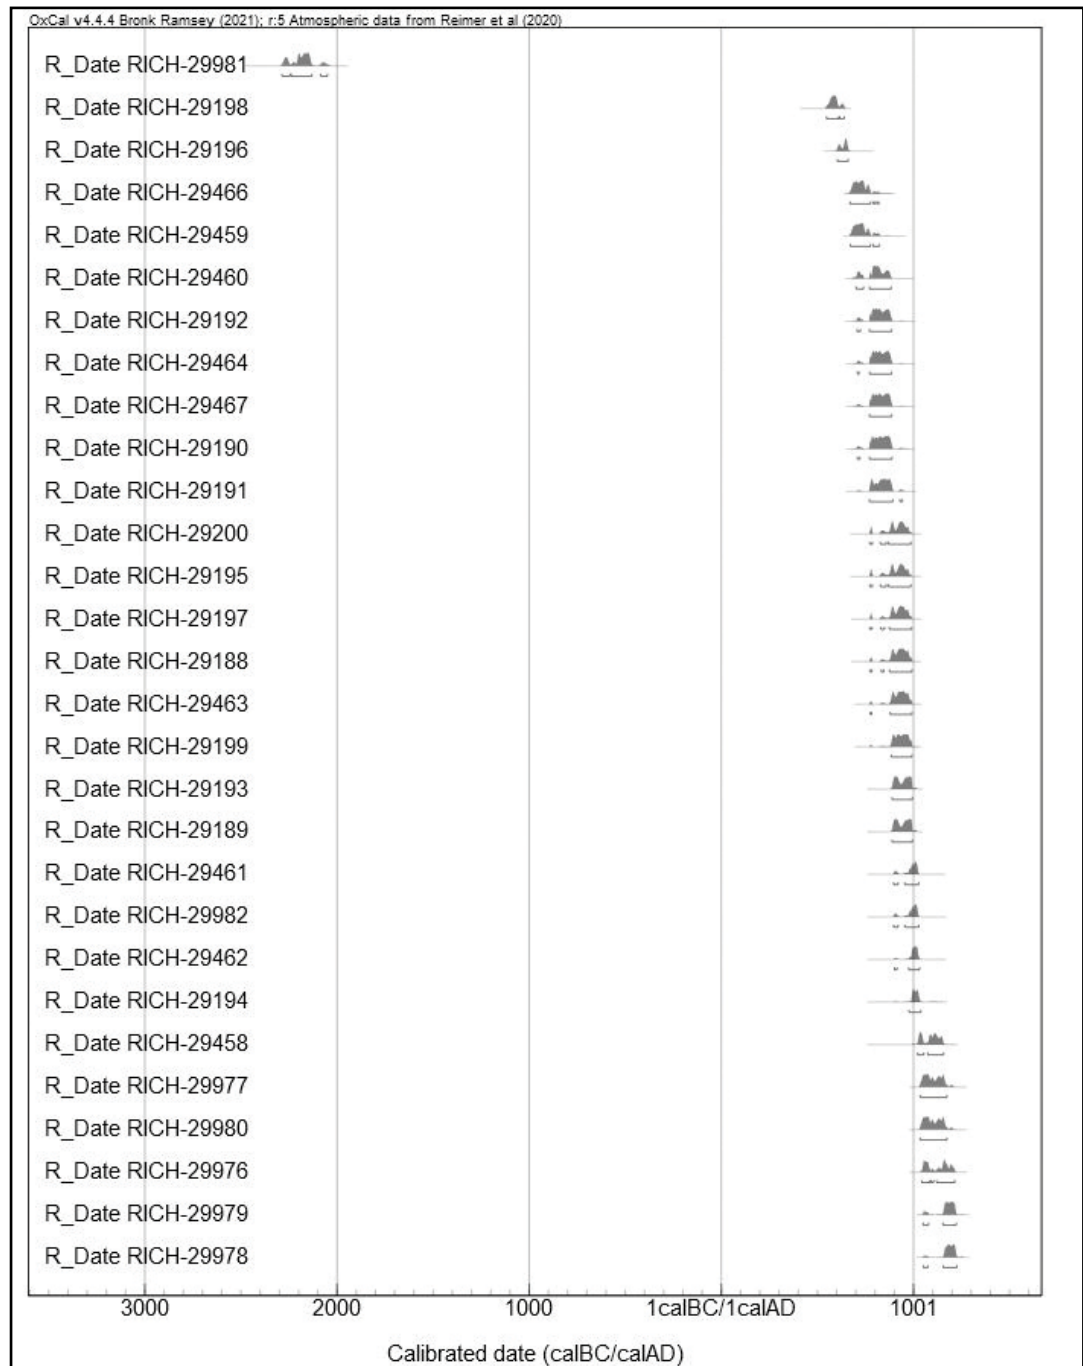 OxCal v4.4.4 Bronk Ramsey (2021); r:5 Atmospheric data from Reimer et al (2020)
R_Date RICH-29981
R_Date RICH-29198
R_Date RICH-29196
R_Date RICH-29466
R_Date RICH-29459
R_Date RICH-29460
R_Date RICH-29192
R_Date RICH-29464
R_Date RICH-29467
R_Date RICH-29190
R_Date RICH-29191
R_Date RICH-29200
R_Date RICH-29195
R_Date RICH-29197
R_Date RICH-29188
R_Date RICH-29463
R_Date RICH-29199
R_Date RICH-29193
R_Date RICH-29189
R_Date RICH-29461
R_Date RICH-29982
R_Date RICH-29462
R_Date RICH-29194
R_Date RICH-29458
R_Date RICH-29977
R_Date RICH-29980
R_Date RICH-29976
R_Date RICH-29979
R_Date RICH-29978
3000 2000 1000 1calBC/1calAD 1001
Calibrated date (calBC/calAD)